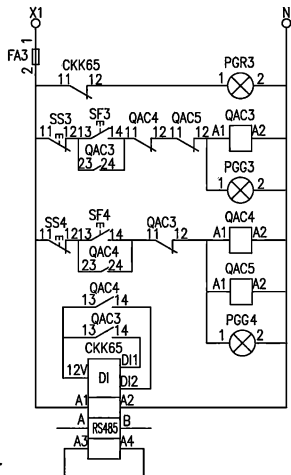 X1 N
1
FA3
2
CKK65 PGR3
11 12 1 2
SS3 SF3 QAC4 QAC5 QAC3
11 12 13 14 11 12 11 12 A1 A2
QAC3
23 24
PGG3
1 2
SS4 SF4 QAC3 QAC4
11 12 13 14 11 12 A1 A2
QAC4
23 24
QAC5
A1 A2
QAC4
13 14
QAC3
13 14
PGG4
1 2
CKK65
DI1
12V DI
DI2
A1 A2
A RS485 B
A3 A4